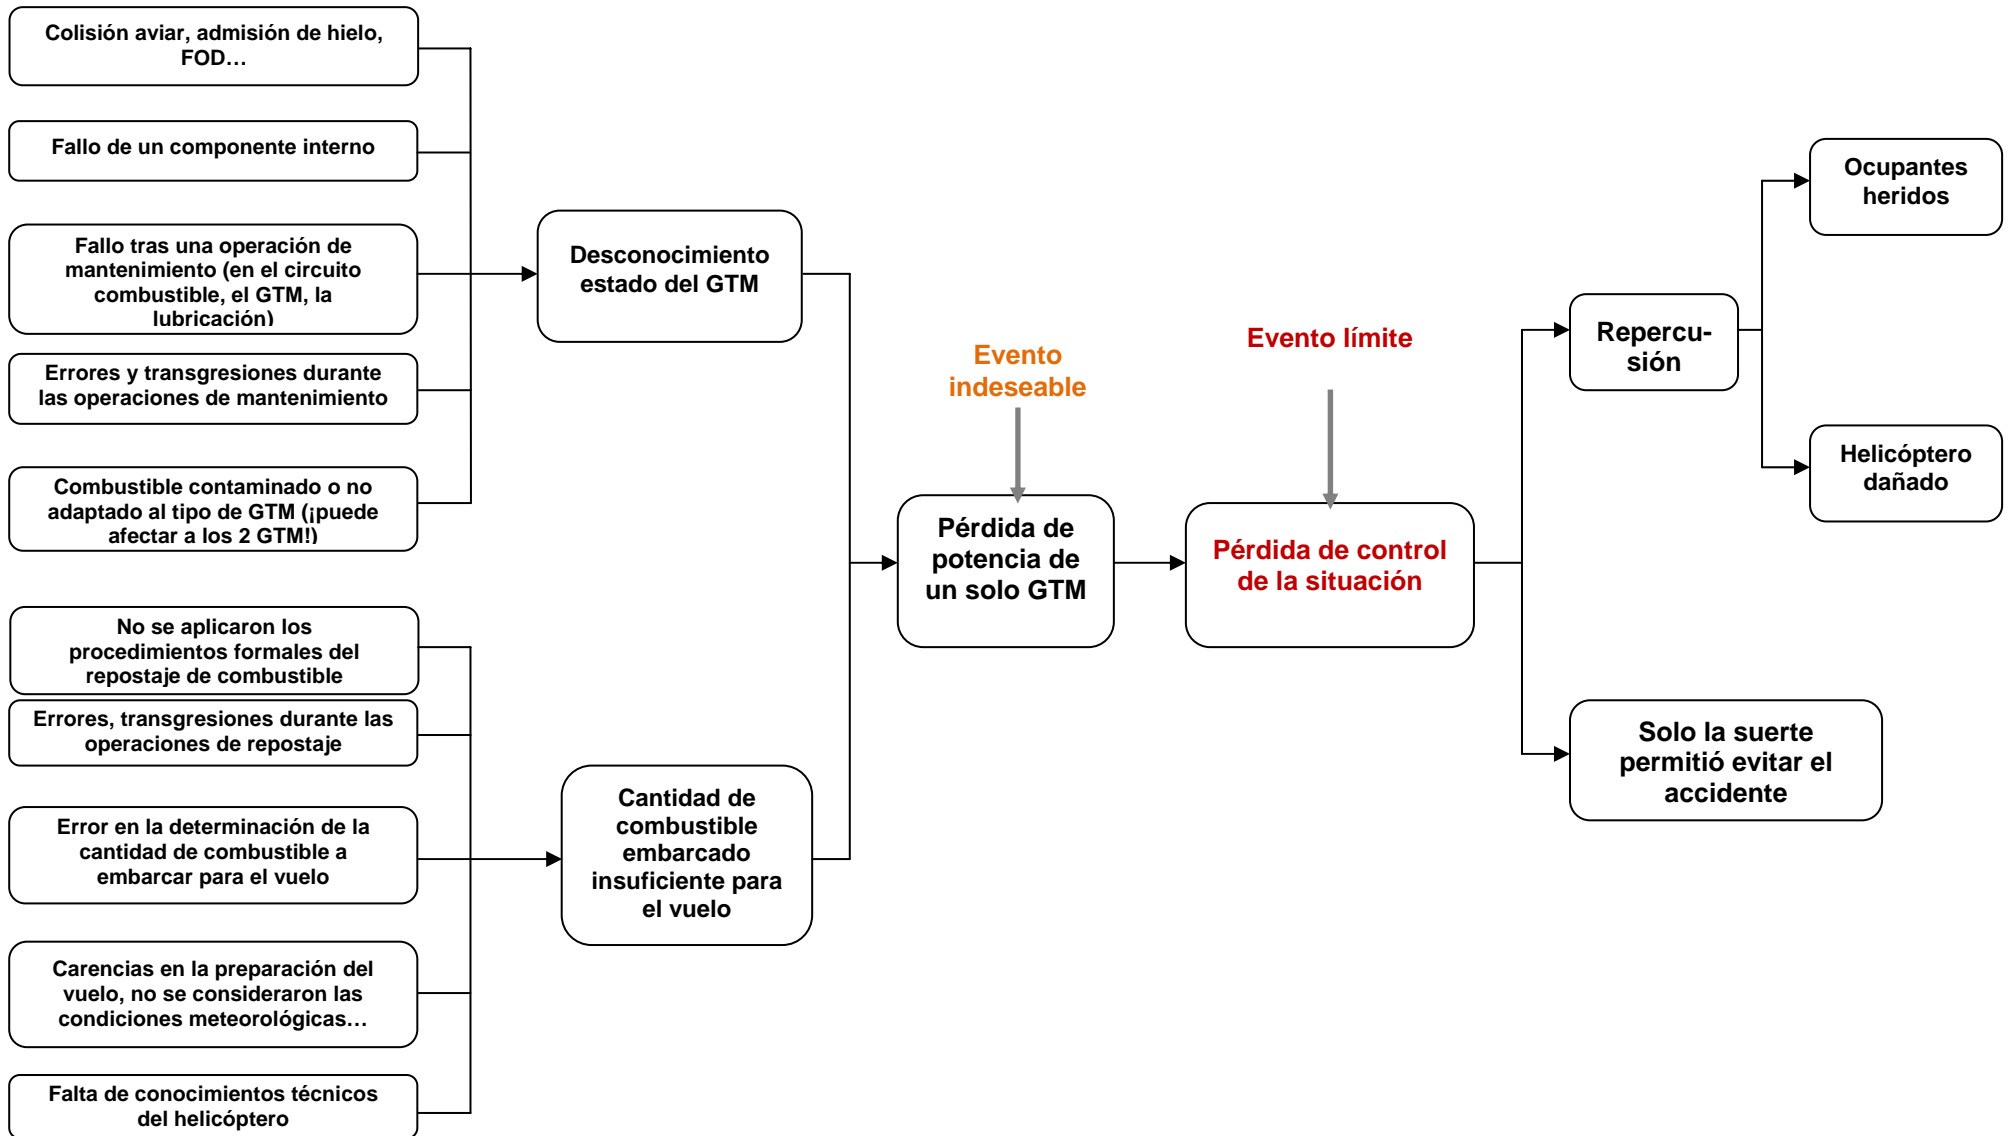 Colisión aviar, admisión de hielo,
FOD…
Fallo de un componente interno
Fallo tras una operación de
mantenimiento (en el circuito
combustible, el GTM, la
lubricación)
Errores y transgresiones durante
las operaciones de mantenimiento
Combustible contaminado o no
adaptado al tipo de GTM (¡puede
afectar a los 2 GTM!)
No se aplicaron los
procedimientos formales del
repostaje de combustible
Errores, transgresiones durante las
operaciones de repostaje
Error en la determinación de la
cantidad de combustible a
embarcar para el vuelo
Carencias en la preparación del
vuelo, no se consideraron las
condiciones meteorológicas…
Falta de conocimientos técnicos
del helicóptero
Desconocimiento
estado del GTM
Cantidad de
combustible
embarcado
insuficiente para
el vuelo
Evento
indeseable
Pérdida de
potencia de
un solo GTM
Evento límite
Pérdida de control
de la situación
Repercu-
sión
Solo la suerte
permitió evitar el
accidente
Ocupantes
heridos
Helicóptero
dañado